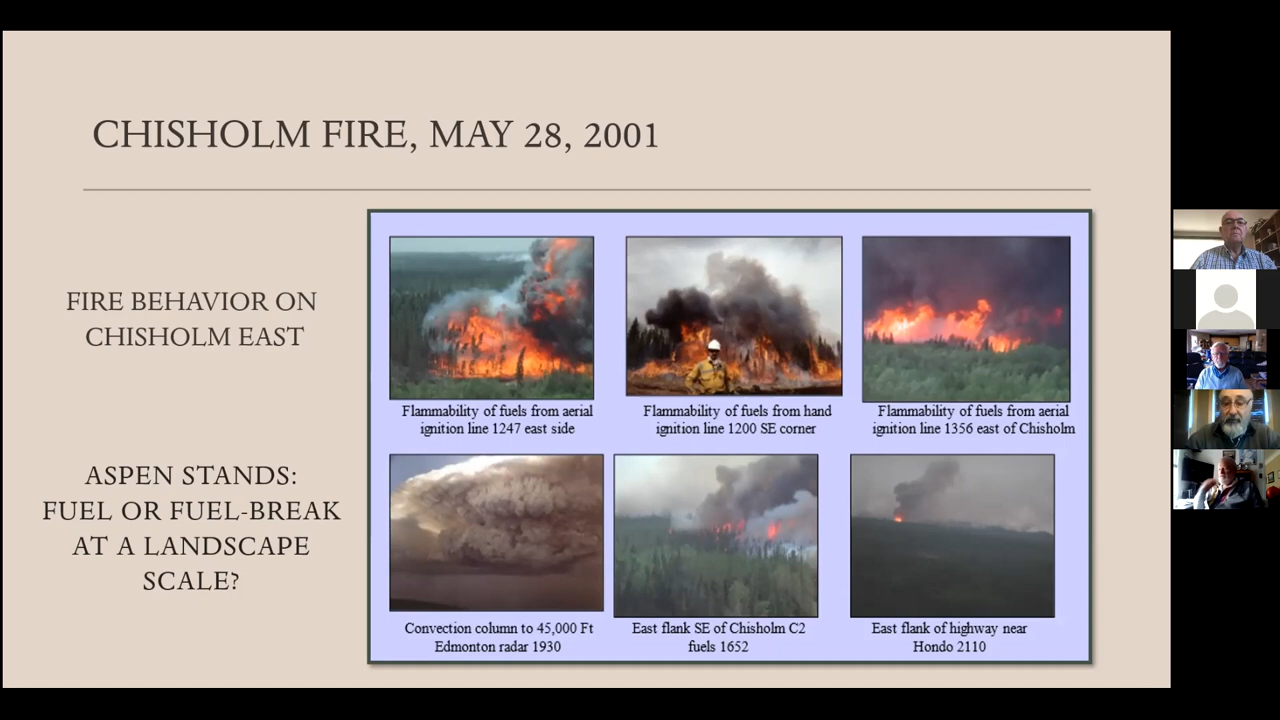 CHISHOLM FIRE, MAY 28, 2001
FIRE BEHAVIOR ON
CHISHOLM EAST
ASPEN STANDS:
FUEL OR FUEL-BREAK
AT A LANDSCAPE
SCALE?
Flammability of fuels from aerial
ignition line 1247 east side
Flammability of fuels from hand
ignition line 1200 SE corner
Flammability of fuels from aerial
ignition line 1356 east of Chisholm
Convection column to 45,000 Ft
Edmonton radar 1930
East flank SE of Chisholm C2
fuels 1652
East flank of highway near
Hondo 2110